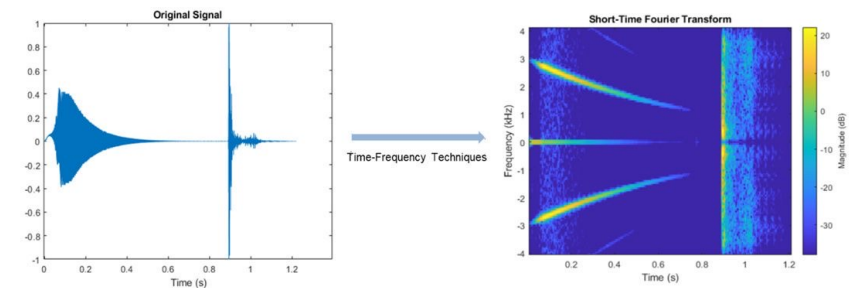 Original Signal
1
0.8
0.6
0.4
0.2
0
-0.2
-0.4
-0.6
-0.8
-1
0 0.2 0.4 0.6 0.8 1 1.2
Time (s)
Time-Frequency Techniques
Short-Time Fourier Transform
Frequency (kHz)
4
3
2
1
0
-1
-2
-3
-4
0.2 0.4 0.6 0.8 1 1.2
Time (s)
20
10
0
-10
-20
-30
Magnitude (dB)